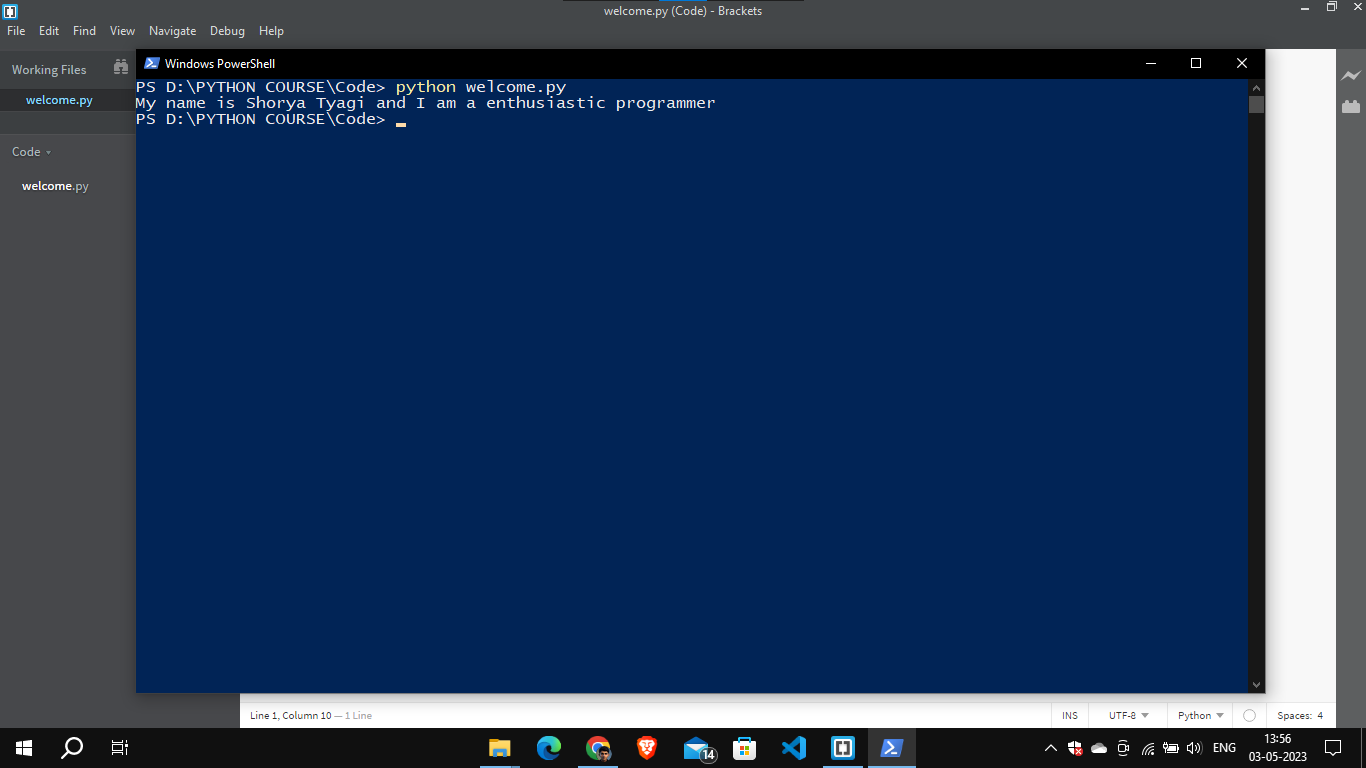 welcome.py (Code) - Brackets
File Edit Find View Navigate Debug Help
Working Files
welcome.py
Code
welcome.py
Windows PowerShell
PS D:\PYTHON COURSE\Code> python welcome.py
My name is Shorya Tyagi and I am a enthusiastic programmer
PS D:\PYTHON COURSE\Code>
Line 1, Column 10 — 1 Line
INS UTF-8 Python Spaces: 4
14
ENG
13:56
03-05-2023